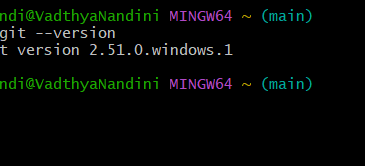 ndi@VadthyaNandini MINGW64 ~ (main)
git --version
t version 2.51.0.windows.1
ndi@VadthyaNandini MINGW64 ~ (main)